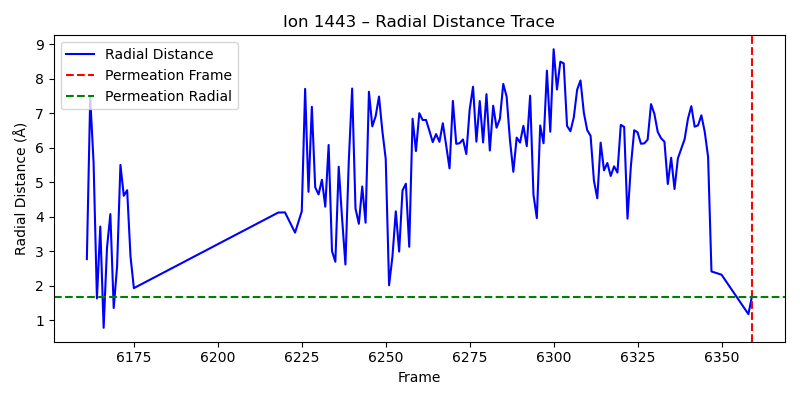 Ion 1443 – Radial Distance Trace
Radial Distance
Permeation Frame
Permeation Radial
Radial Distance (Å)
9
8
7
6
5
4
3
2
1
6175
6200
6225
6250
6275
6300
6325
6350
Frame